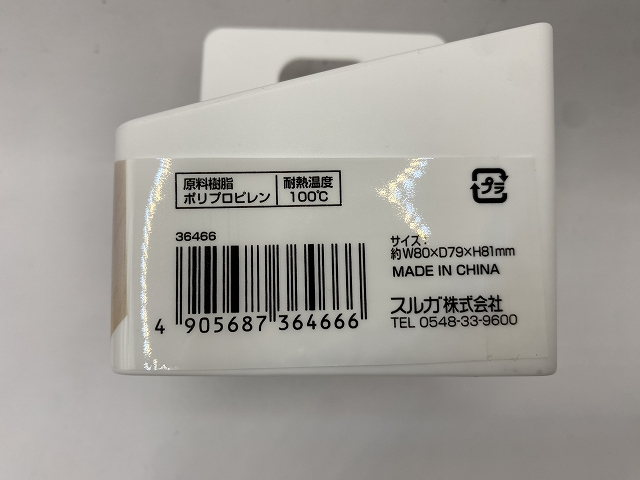 原料樹脂 耐熱温度
ポリプロピレン 100℃
プラ
36466
4 905687 364666
サイズ：
約W80×D79×H81mm
MADE IN CHINA
スルガ株式会社
TEL 0548-33-9600